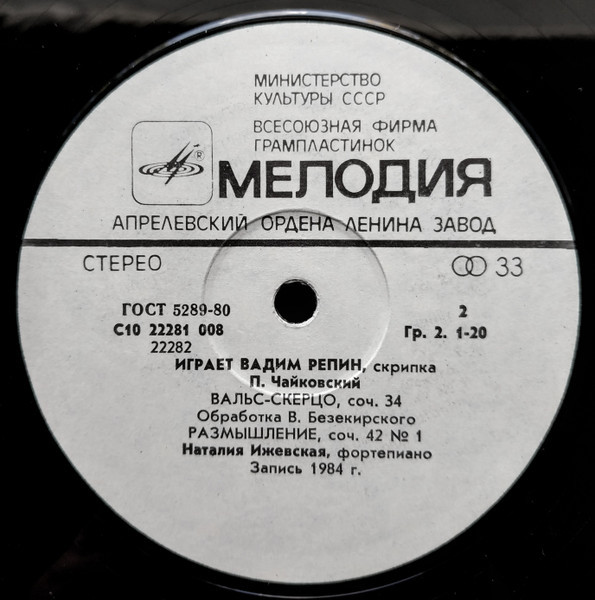 МИНИСТЕРСТВО
КУЛЬТУРЫ СССР
ВСЕСОЮЗНАЯ ФИРМА
ГРАМПЛАСТИНОК
®
МЕЛОДИЯ
АПРЕЛЕВСКИЙ ОРДЕНА ЛЕНИНА ЗАВОД
СТЕРЕО 33
ГОСТ 5289-80 2
С10 22281 008 Гр. 2. 1-20
22282
ИГРАЕТ ВАДИМ РЕПИН, скрипка
П. Чайковский
ВАЛЬС-СКЕРЦО, соч. 34
Обработка В. Безекирского
РАЗМЫШЛЕНИЕ, соч. 42 № 1
Наталия Ижевская, фортепиано
Запись 1984 г.